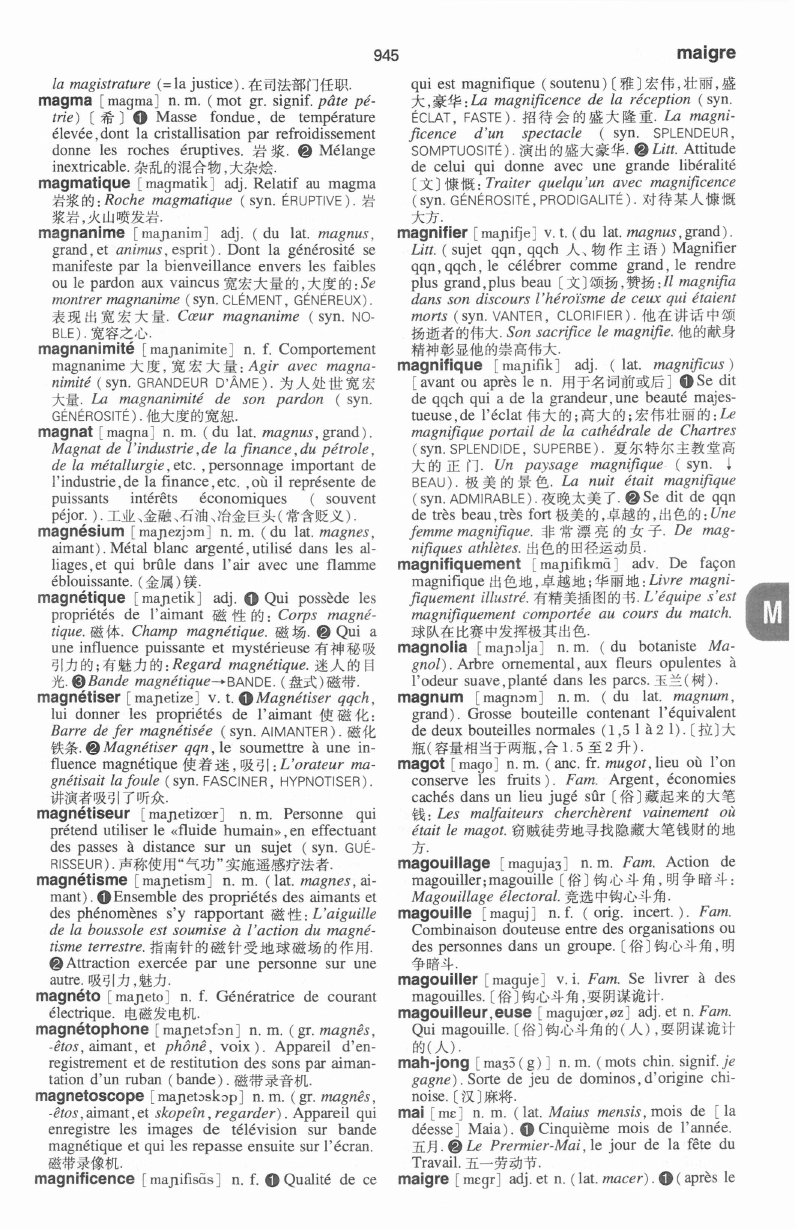 945
maigre
la magistrature (=la justice). 在司法部门任职.
magma [magma] n. m. ( mot gr. signif. pâte pé-
trie) 〔希〕❶ Masse fondue, de température
élevée,dont la cristallisation par refroidissement
donne les roches éruptives. 岩浆. ❷ Mélange
inextricable. 杂乱的混合物,大杂烩.
magmatique [magmatik] adj. Relatif au magma
岩浆的: Roche magmatique ( syn. ÉRUPTIVE ). 岩
浆岩,火山喷发岩.
magnanime [maɲanim] adj. ( du lat. magnus,
grand,et animus,esprit). Dont la générosité se
manifeste par la bienveillance envers les faibles
ou le pardon aux vaincus 宽宏大量的,大度的:Se
montrer magnanime (syn. CLÉMENT, GÉNÉREUX).
表现出宽宏大量. Cœur magnanime ( syn. NO-
BLE). 宽容之心.
magnanimité [maɲanimite] n. f. Comportement
magnanime 大度,宽宏大量: Agir avec magna-
nimité ( syn. GRANDEUR D'ÂME). 为人处世宽宏
大量. La magnanimité de son pardon ( syn.
GÉNÉROSITÉ). 他大度的宽恕.
magnat [magna] n. m. ( du lat. magnus,grand).
Magnat de l'industrie,de la finance,du pétrole,
de la métallurgie,etc. ,personnage important de
l'industrie,de la finance,etc. ,où il représente de
puissants intérêts économiques ( souvent
péjor. ). 工业、金融、石油、冶金巨头(常含贬义).
magnésium [maɲezjɔm] n. m. ( du lat. magnes,
aimant). Métal blanc argenté,utilisé dans les al-
liages,et qui brûle dans l'air avec une flamme
éblouissante. (金属)镁.
magnétique [maɲetik] adj. ❶ Qui possède les
propriétés de l'aimant 磁性的: Corps magné-
tique. 磁体. Champ magnétique. 磁场. ❷ Qui a
une influence puissante et mystérieuse 有神秘吸
引力的;有魅力的:Regard magnétique. 迷人的目
光. ❸Bande magnétique→BANDE. (盘式)磁带.
magnétiser [maɲetize] v. t. ❶Magnétiser qqch,
lui donner les propriétés de l'aimant 使磁化:
Barre de fer magnétisée ( syn. AIMANTER). 磁化
铁条. ❷Magnétiser qqn,le soumettre à une in-
fluence magnétique 使着迷,吸引:L'orateur ma-
gnétisait la foule ( syn. FASCINER, HYPNOTISER).
讲演者吸引了听众.
magnétiseur [maɲetizœr] n. m. Personne qui
prétend utiliser le «fluide humain»,en effectuant
des passes à distance sur un sujet ( syn. GUÉ-
RISSEUR). 声称使用“气功”实施遥感疗法者.
magnétisme [maɲetism] n. m. (lat. magnes,ai-
mant). ❶Ensemble des propriétés des aimants et
des phénomènes s'y rapportant 磁性: L'aiguille
de la boussole est soumise à l'action du magné-
tisme terrestre. 指南针的磁针受地球磁场的作用.
❷Attraction exercée par une personne sur une
autre. 吸引力,魅力.
magnéto [maɲeto] n. f. Génératrice de courant
électrique. 电磁发电机.
magnétophone [maɲetɔfɔn] n. m. ( gr. magnês,
-êtos, aimant, et phônê, voix ). Appareil d'en-
registrement et de restitution des sons par aiman-
tation d'un ruban ( bande ). 磁带录音机.
magnetoscope [maɲetɔskɔp] n. m. ( gr. magnês,
-êtos,aimant,et skopeîn,regarder). Appareil qui
enregistre les images de télévision sur bande
magnétique et qui les repasse ensuite sur l'écran.
磁带录像机.
magnificence [maɲifisɑ̃s] n. f. ❶ Qualité de ce
qui est magnifique ( soutenu )〔雅〕宏伟,壮丽,盛
大,豪华:La magnificence de la réception (syn.
ÉCLAT, FASTE ). 招待会的盛大隆重. La magni-
ficence d'un spectacle ( syn. SPLENDEUR,
SOMPTUOSITÉ). 演出的盛大豪华. ❷Litt. Attitude
de celui qui donne avec une grande libéralité
〔文〕慷慨: Traiter quelqu'un avec magnificence
( syn. GÉNÉROSITÉ, PRODIGALITÉ). 对待某人慷慨
大方.
magnifier [maɲifje] v. t. (du lat. magnus,grand).
Litt. ( sujet qqn, qqch 人、物作主语) Magnifier
qqn,qqch, le célébrer comme grand, le rendre
plus grand,plus beau 〔文〕颂扬,赞扬:Il magnifia
dans son discours l'héroïsme de ceux qui étaient
morts ( syn. VANTER, CLORIFIER ). 他在讲话中颂
扬逝者的伟大. Son sacrifice le magnifie. 他的献身
精神彰显他的崇高伟大.
magnifique [maɲifik] adj. ( lat. magnificus )
[avant ou après le n. 用于名词前或后] ❶Se dit
de qqch qui a de la grandeur,une beauté majes-
tueuse,de l'éclat 伟大的;高大的;宏伟壮丽的:Le
magnifique portail de la cathédrale de Chartres
( syn. SPLENDIDE, SUPERBE). 夏尔特尔主教堂高
大的正门. Un paysage magnifique ( syn. ↓
BEAU). 极美的景色. La nuit était magnifique
(syn. ADMIRABLE). 夜晚太美了. ❷Se dit de qqn
de très beau,très fort 极美的,卓越的,出色的:Une
femme magnifique. 非常漂亮的女子. De mag-
nifiques athlètes. 出色的田径运动员.
magnifiquement [maɲifikmɑ̃] adv. De façon
magnifique 出色地,卓越地;华丽地:Livre magni-
fiquement illustré. 有精美插图的书. L'équipe s'est
magnifiquement comportée au cours du match.
球队在比赛中发挥极其出色.
magnolia [maɲɔlja] n. m. ( du botaniste Ma-
gnol). Arbre ornemental, aux fleurs opulentes à
l'odeur suave,planté dans les parcs. 玉兰(树).
magnum [magnɔm] n. m. ( du lat. magnum,
grand). Grosse bouteille contenant l'équivalent
de deux bouteilles normales (1,5 l à 2 l). 〔拉〕大
瓶(容量相当于两瓶,合1.5至2升).
magot [mago] n. m. ( anc. fr. mugot,lieu où l'on
conserve les fruits ). Fam. Argent, économies
cachés dans un lieu jugé sûr 〔俗〕藏起来的大笔
钱: Les malfaiteurs cherchèrent vainement où
était le magot. 窃贼徒劳地寻找隐藏大笔钱财的地
方.
magouillage [magujaʒ] n. m. Fam. Action de
magouiller;magouille 〔俗〕钩心斗角,明争暗斗:
Magouillage électoral. 竞选中钩心斗角.
magouille [maguj] n. f. ( orig. incert. ). Fam.
Combinaison douteuse entre des organisations ou
des personnes dans un groupe. 〔俗〕钩心斗角,明
争暗斗.
magouiller [maguje] v. i. Fam. Se livrer à des
magouilles. 〔俗〕钩心斗角,耍阴谋诡计.
magouilleur,euse [magujœr,øz] adj. et n. Fam.
Qui magouille. 〔俗〕钩心斗角的(人),耍阴谋诡计
的(人).
mah-jong [maʒɔ̃(g)] n. m. ( mots chin. signif. je
gagne). Sorte de jeu de dominos,d'origine chi-
noise. 〔汉〕麻将.
mai [mɛ] n. m. (lat. Maius mensis, mois de [la
déesse] Maia). ❶ Cinquième mois de l'année.
五月. ❷ Le Prermier-Mai,le jour de la fête du
Travail. 五一劳动节.
maigre [mɛgr] adj. et n. (lat. macer). ❶(après le
M